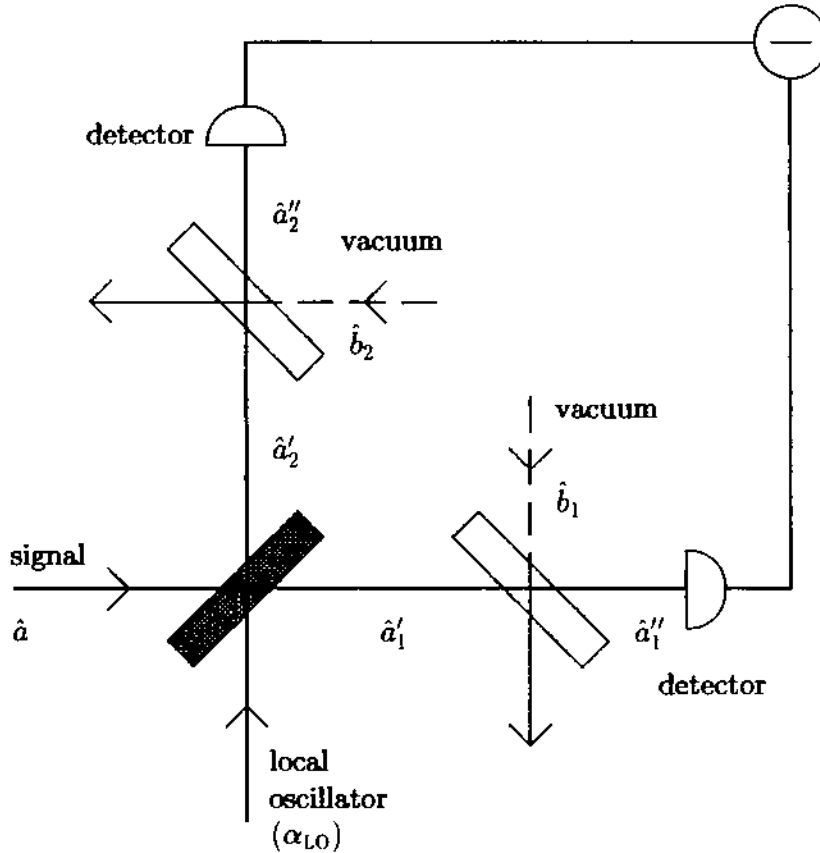 detector
â₂″
vacuum
b̂₂
â₂′
vacuum
b̂₁
signal
â
â₁′
â₁″
detector
local
oscillator
(α_LO)